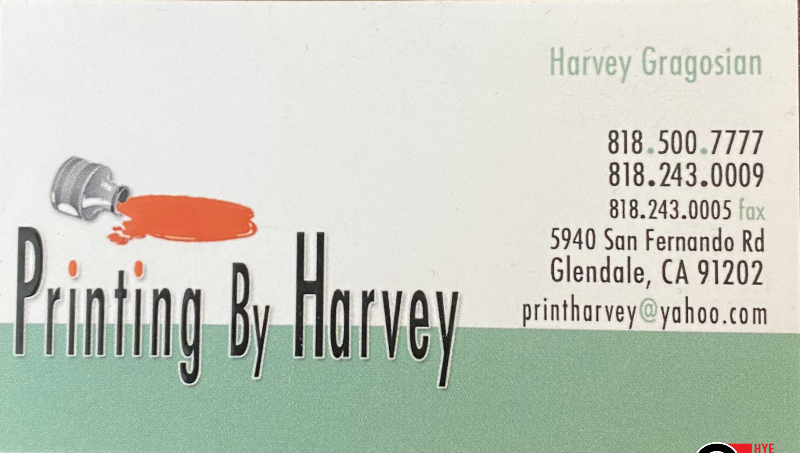 Harvey Gragosian
818.500.7777
818.243.0009
818.243.0005 fax
5940 San Fernando Rd
Glendale, CA 91202
printharvey@yahoo.com
Printing By Harvey
HYE